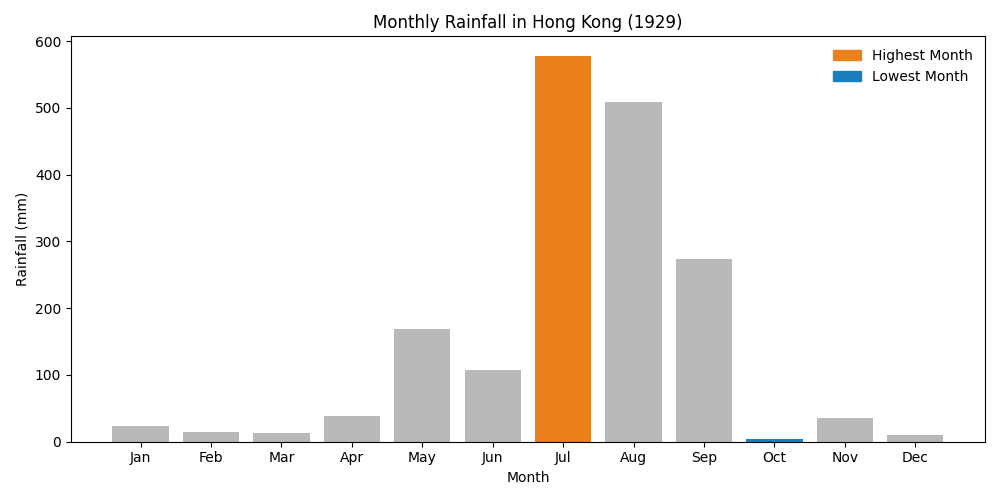 Monthly Rainfall in Hong Kong (1929)
Highest Month
Lowest Month
Rainfall (mm)
600
500
400
300
200
100
0
Jan Feb Mar Apr May Jun Jul Aug Sep Oct Nov Dec
Month